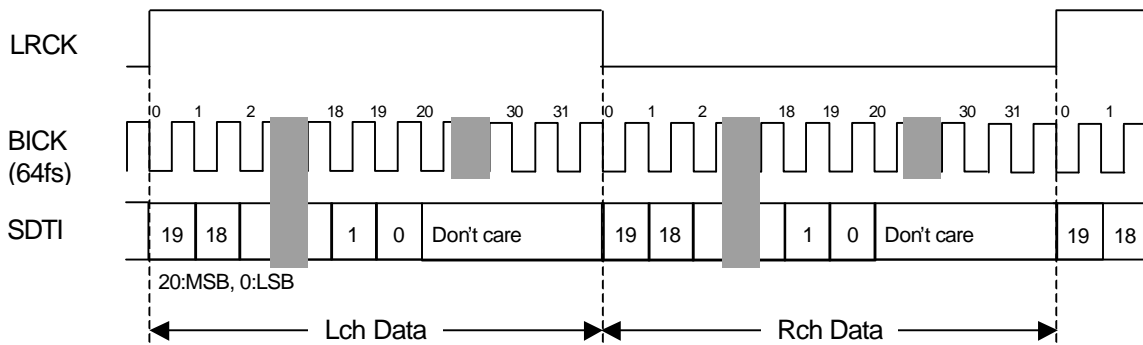 LRCK
0 1 2 18 19 20 30 31 0 1 2 18 19 20 30 31 0 1
BICK
(64fs)
SDTI 19 18 1 0 Don't care 19 18 1 0 Don't care 19 18
20:MSB, 0:LSB
Lch Data Rch Data